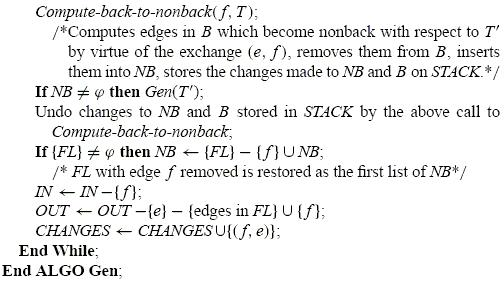 Compute-back-to-nonback(f, T);
/*Computes edges in B which become nonback with respect to T′
by virtue of the exchange (e, f), removes them from B, inserts
them into NB, stores the changes made to NB and B on STACK.*/
If NB ≠ φ then Gen(T′);
Undo changes to NB and B stored in STACK by the above call to
Compute-back-to-nonback;
If {FL} ≠ φ then NB ← {FL} − {f} ∪ NB;
/* FL with edge f removed is restored as the first list of NB*/
IN ← IN − {f};
OUT ← OUT − {e} − {edges in FL} ∪ {f};
CHANGES ← CHANGES ∪ {(f, e)};
End While;
End ALGO Gen;